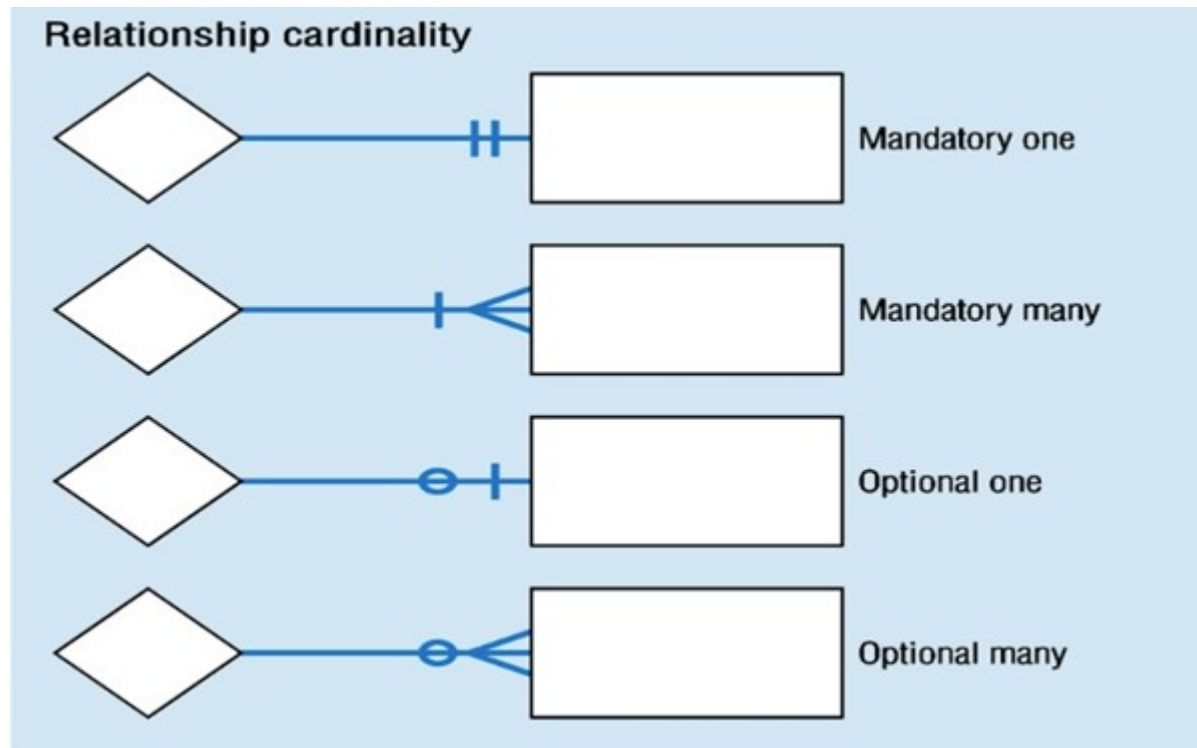 Relationship cardinality
Mandatory one
Mandatory many
Optional one
Optional many